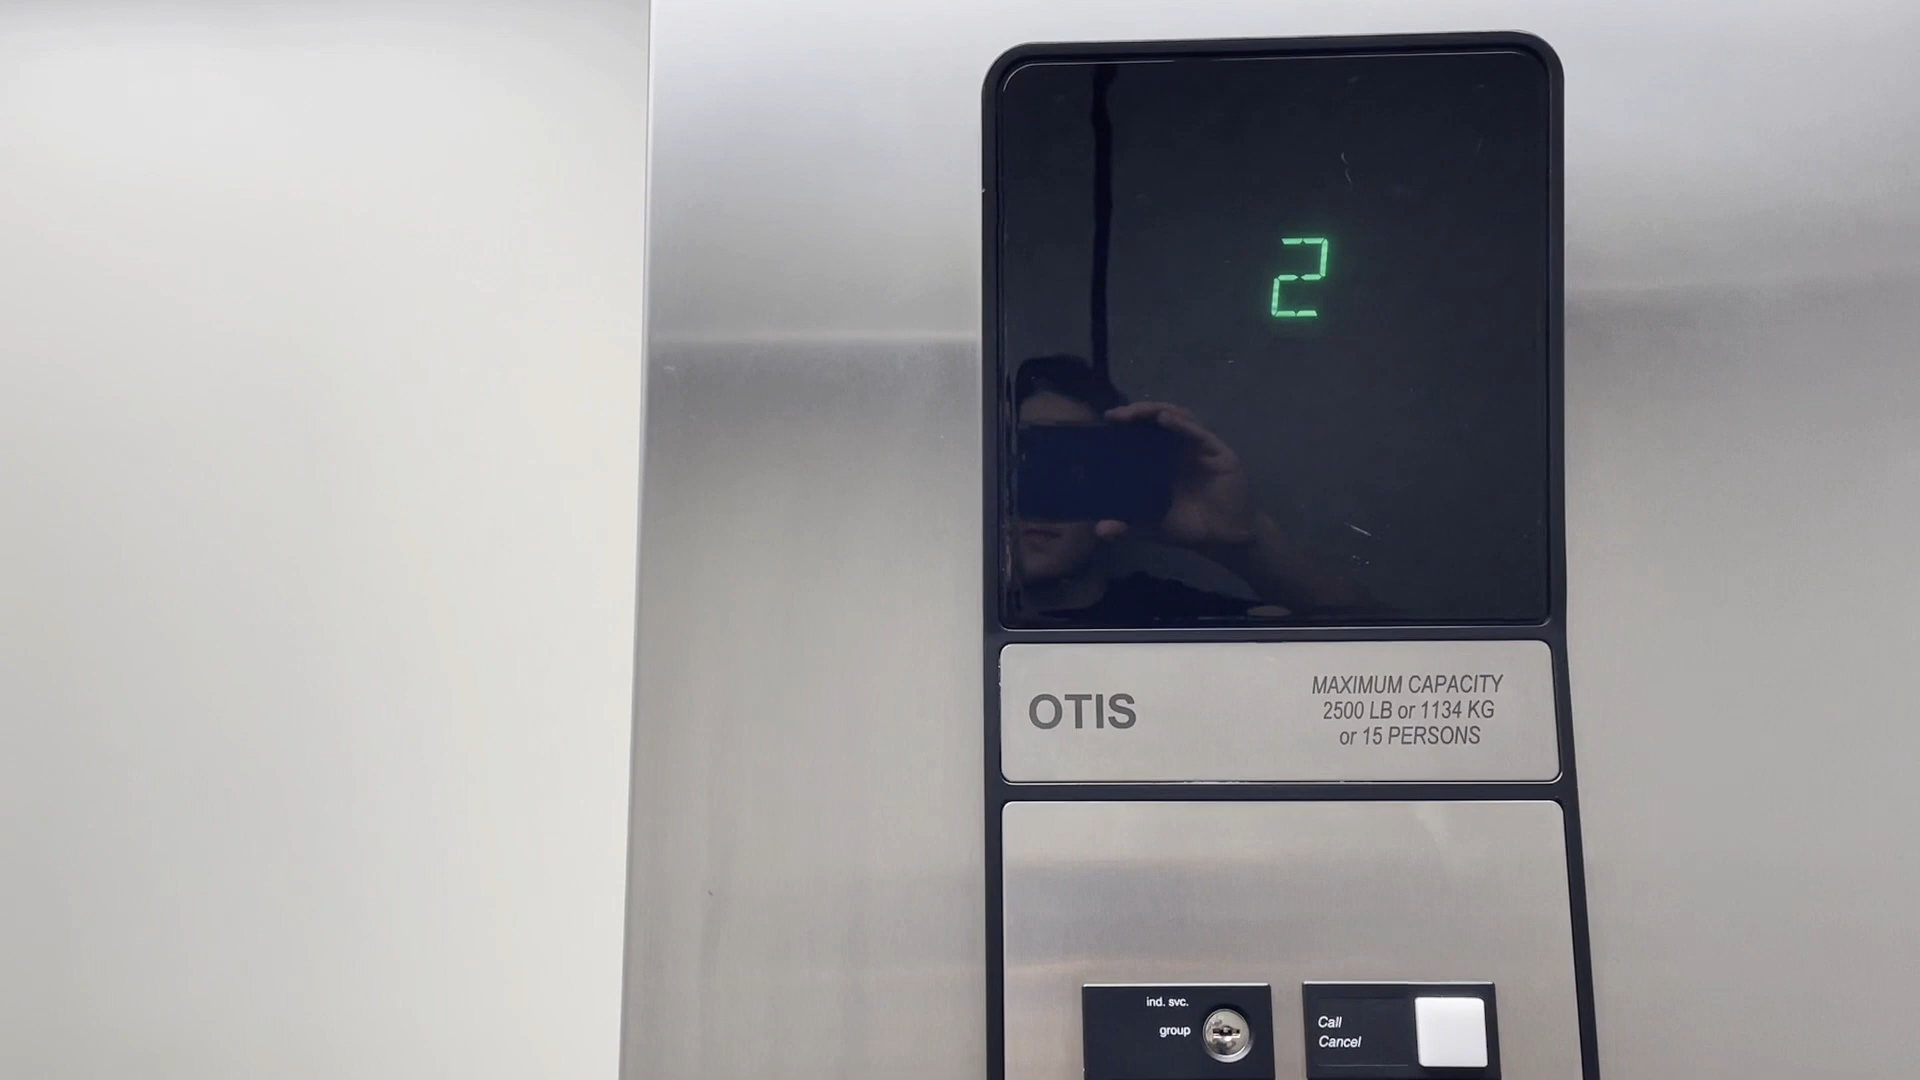 2
OTIS
MAXIMUM CAPACITY
2500 LB or 1134 KG
or 15 PERSONS
ind. svc.
group
Call
Cancel